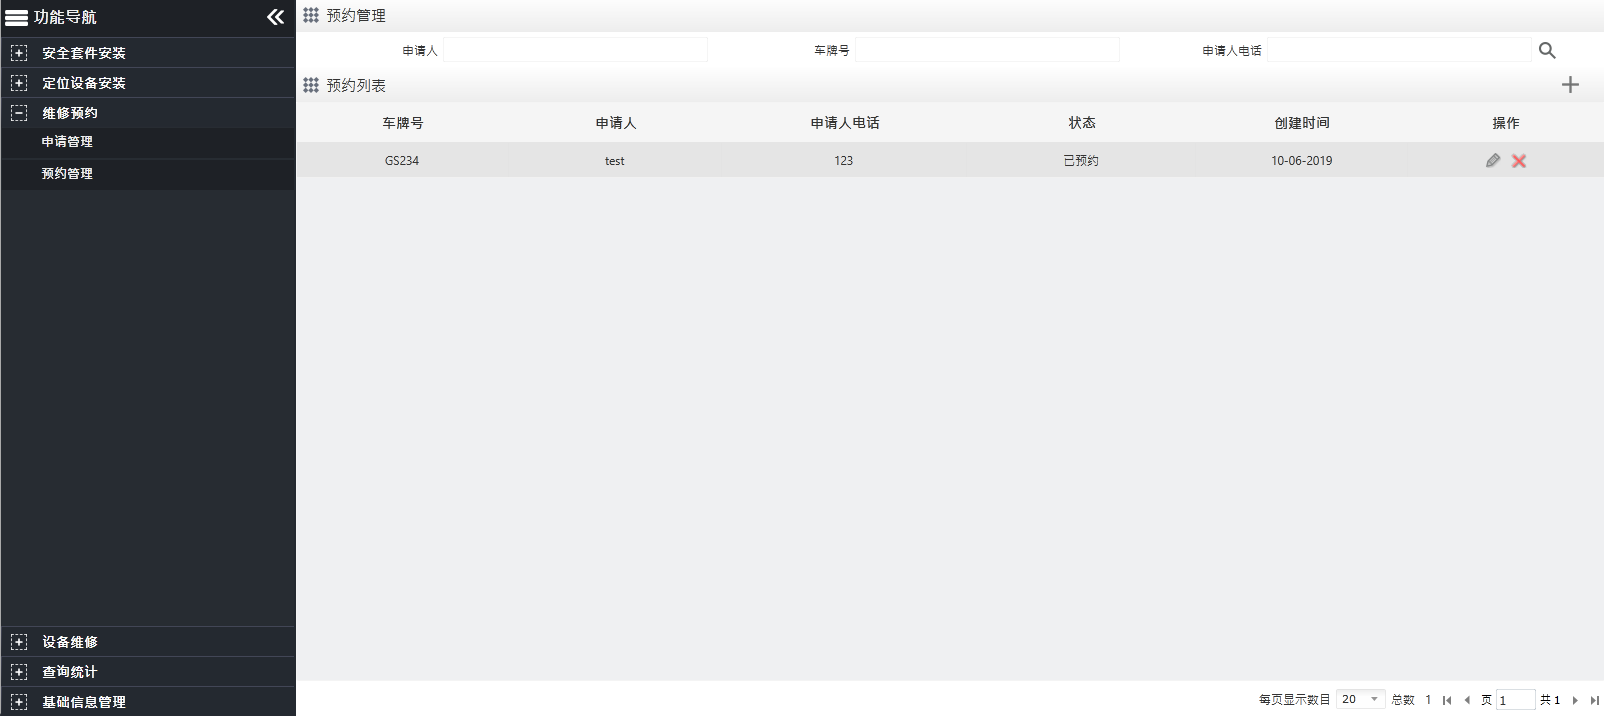 功能导航
安全套件安装
定位设备安装
维修预约
申请管理
预约管理
设备维修
查询统计
基础信息管理
预约管理
申请人 车牌号 申请人电话
预约列表
车牌号 申请人 申请人电话 状态 创建时间 操作
GS234 test 123 已预约 10-06-2019
每页显示数目 20 总数 1 页 1 共 1